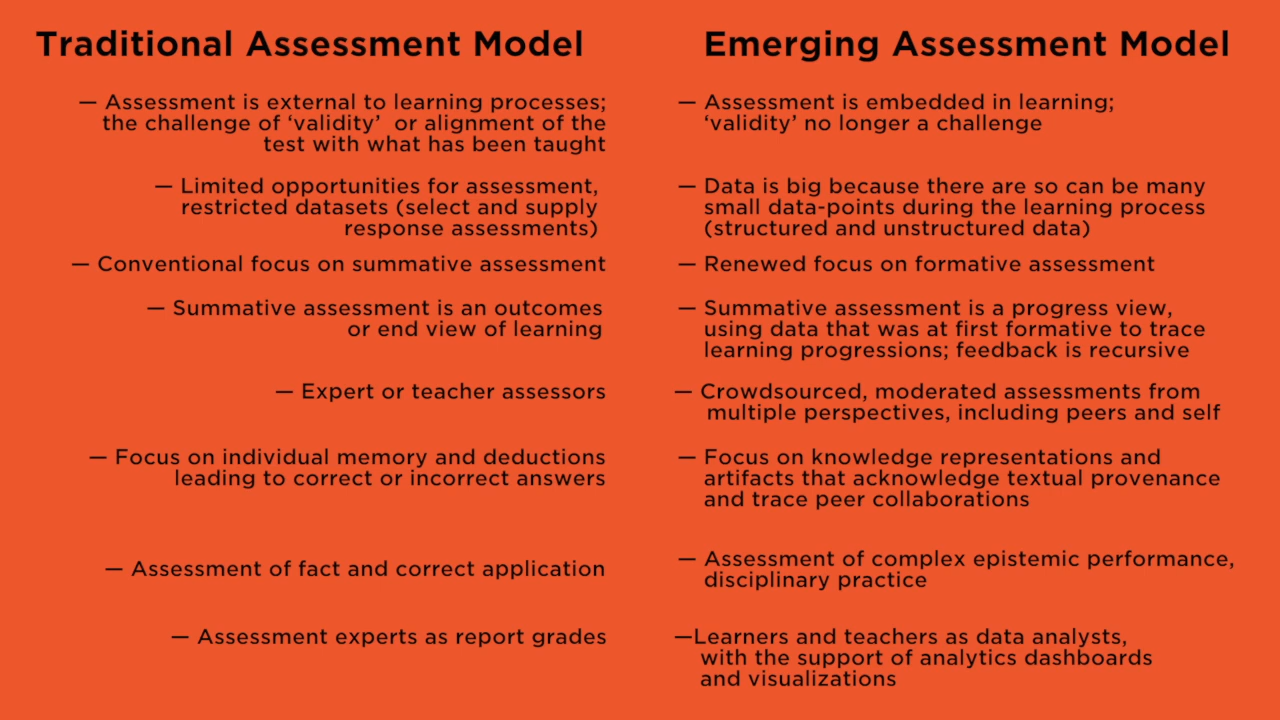 Traditional Assessment Model
— Assessment is external to learning processes;
the challenge of ‘validity’ or alignment of the
test with what has been taught
— Limited opportunities for assessment,
restricted datasets (select and supply
response assessments)
— Conventional focus on summative assessment
— Summative assessment is an outcomes
or end view of learning
— Expert or teacher assessors
— Focus on individual memory and deductions
leading to correct or incorrect answers
— Assessment of fact and correct application
— Assessment experts as report grades
Emerging Assessment Model
— Assessment is embedded in learning;
‘validity’ no longer a challenge
— Data is big because there are so can be many
small data-points during the learning process
(structured and unstructured data)
— Renewed focus on formative assessment
— Summative assessment is a progress view,
using data that was at first formative to trace
learning progressions; feedback is recursive
— Crowdsourced, moderated assessments from
multiple perspectives, including peers and self
— Focus on knowledge representations and
artifacts that acknowledge textual provenance
and trace peer collaborations
— Assessment of complex epistemic performance,
disciplinary practice
—Learners and teachers as data analysts,
with the support of analytics dashboards
and visualizations